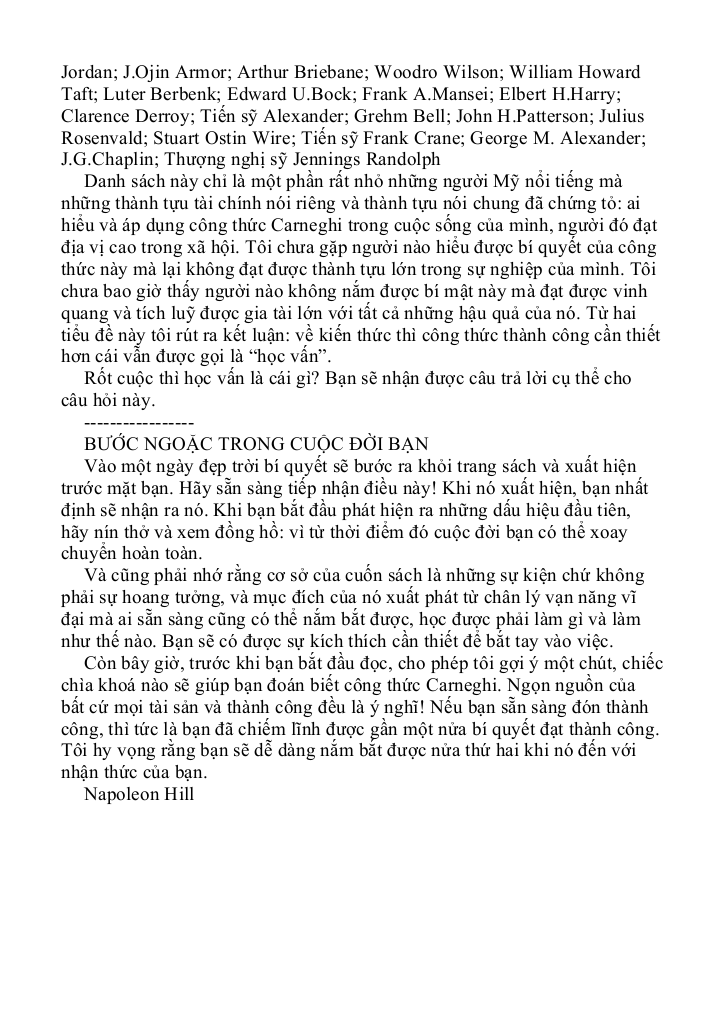 Jordan; J.Ojin Armor; Arthur Briebane; Woodro Wilson; William Howard
Taft; Luter Berbenk; Edward U.Bock; Frank A.Mansei; Elbert H.Harry;
Clarence Derroy; Tiến sỹ Alexander; Grehm Bell; John H.Patterson; Julius
Rosenvald; Stuart Ostin Wire; Tiến sỹ Frank Crane; George M. Alexander;
J.G.Chaplin; Thượng nghị sỹ Jennings Randolph
Danh sách này chỉ là một phần rất nhỏ những người Mỹ nổi tiếng mà
những thành tựu tài chính nói riêng và thành tựu nói chung đã chứng tỏ: ai
hiểu và áp dụng công thức Carneghi trong cuộc sống của mình, người đó đạt
địa vị cao trong xã hội. Tôi chưa gặp người nào hiểu được bí quyết của công
thức này mà lại không đạt được thành tựu lớn trong sự nghiệp của mình. Tôi
chưa bao giờ thấy người nào không nắm được bí mật này mà đạt được vinh
quang và tích luỹ được gia tài lớn với tất cả những hậu quả của nó. Từ hai
tiểu đề này tôi rút ra kết luận: về kiến thức thì công thức thành công cần thiết
hơn cái vẫn được gọi là “học vấn”.
Rốt cuộc thì học vấn là cái gì? Bạn sẽ nhận được câu trả lời cụ thể cho
câu hỏi này.
-----------------
BƯỚC NGOẶC TRONG CUỘC ĐỜI BẠN
Vào một ngày đẹp trời bí quyết sẽ bước ra khỏi trang sách và xuất hiện
trước mặt bạn. Hãy sẵn sàng tiếp nhận điều này! Khi nó xuất hiện, bạn nhất
định sẽ nhận ra nó. Khi bạn bắt đầu phát hiện ra những dấu hiệu đầu tiên,
hãy nín thở và xem đồng hồ: vì từ thời điểm đó cuộc đời bạn có thể xoay
chuyển hoàn toàn.
Và cũng phải nhớ rằng cơ sở của cuốn sách là những sự kiện chứ không
phải sự hoang tưởng, và mục đích của nó xuất phát từ chân lý vạn năng vĩ
đại mà ai sẵn sàng cũng có thể nắm bắt được, học được phải làm gì và làm
như thế nào. Bạn sẽ có được sự kích thích cần thiết để bắt tay vào việc.
Còn bây giờ, trước khi bạn bắt đầu đọc, cho phép tôi gợi ý một chút, chiếc
chìa khoá nào sẽ giúp bạn đoán biết công thức Carneghi. Ngọn nguồn của
bất cứ mọi tài sản và thành công đều là ý nghĩ! Nếu bạn sẵn sàng đón thành
công, thì tức là bạn đã chiếm lĩnh được gần một nửa bí quyết đạt thành công.
Tôi hy vọng rằng bạn sẽ dễ dàng nắm bắt được nửa thứ hai khi nó đến với
nhận thức của bạn.
Napoleon Hill